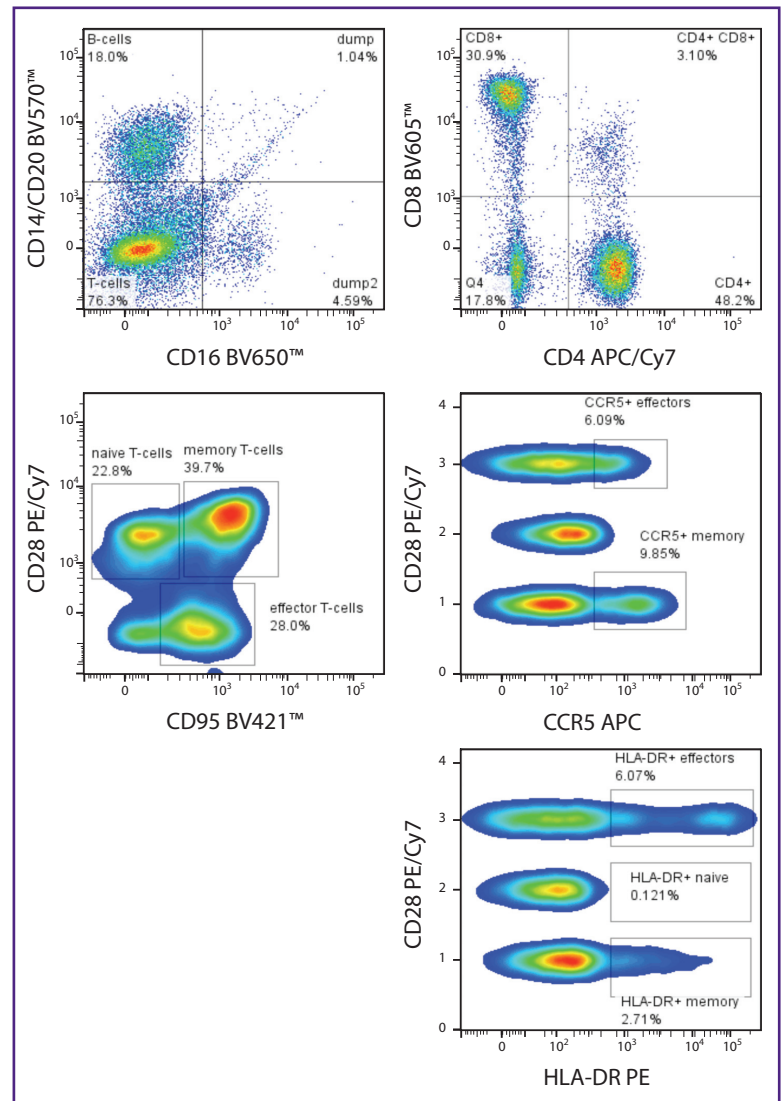 B-cells
18.0%
dump
1.04%
T-cells
76.3%
dump2
4.59%
10⁵
10⁴
10³
0
0
10³
10⁴
10⁵
CD14/CD20 BV570™
CD16 BV650™
CD8+
30.9%
CD4+ CD8+
3.10%
Q4
17.8%
CD4+
48.2%
10⁵
10⁴
10³
0
0
10³
10⁴
10⁵
CD8 BV605™
CD4 APC/Cy7
naive T-cells
22.8%
memory T-cells
39.7%
effector T-cells
28.0%
10⁵
10⁴
10³
0
0
10³
10⁴
10⁵
CD28 PE/Cy7
CD95 BV421™
CCR5+ effectors
6.09%
CCR5+ memory
9.85%
4
3
2
1
0
0
10²
10³
10⁴
10⁵
CD28 PE/Cy7
CCR5 APC
HLA-DR+ effectors
6.07%
HLA-DR+ naive
0.121%
HLA-DR+ memory
2.71%
4
3
2
1
0
0
10²
10³
10⁴
10⁵
CD28 PE/Cy7
HLA-DR PE